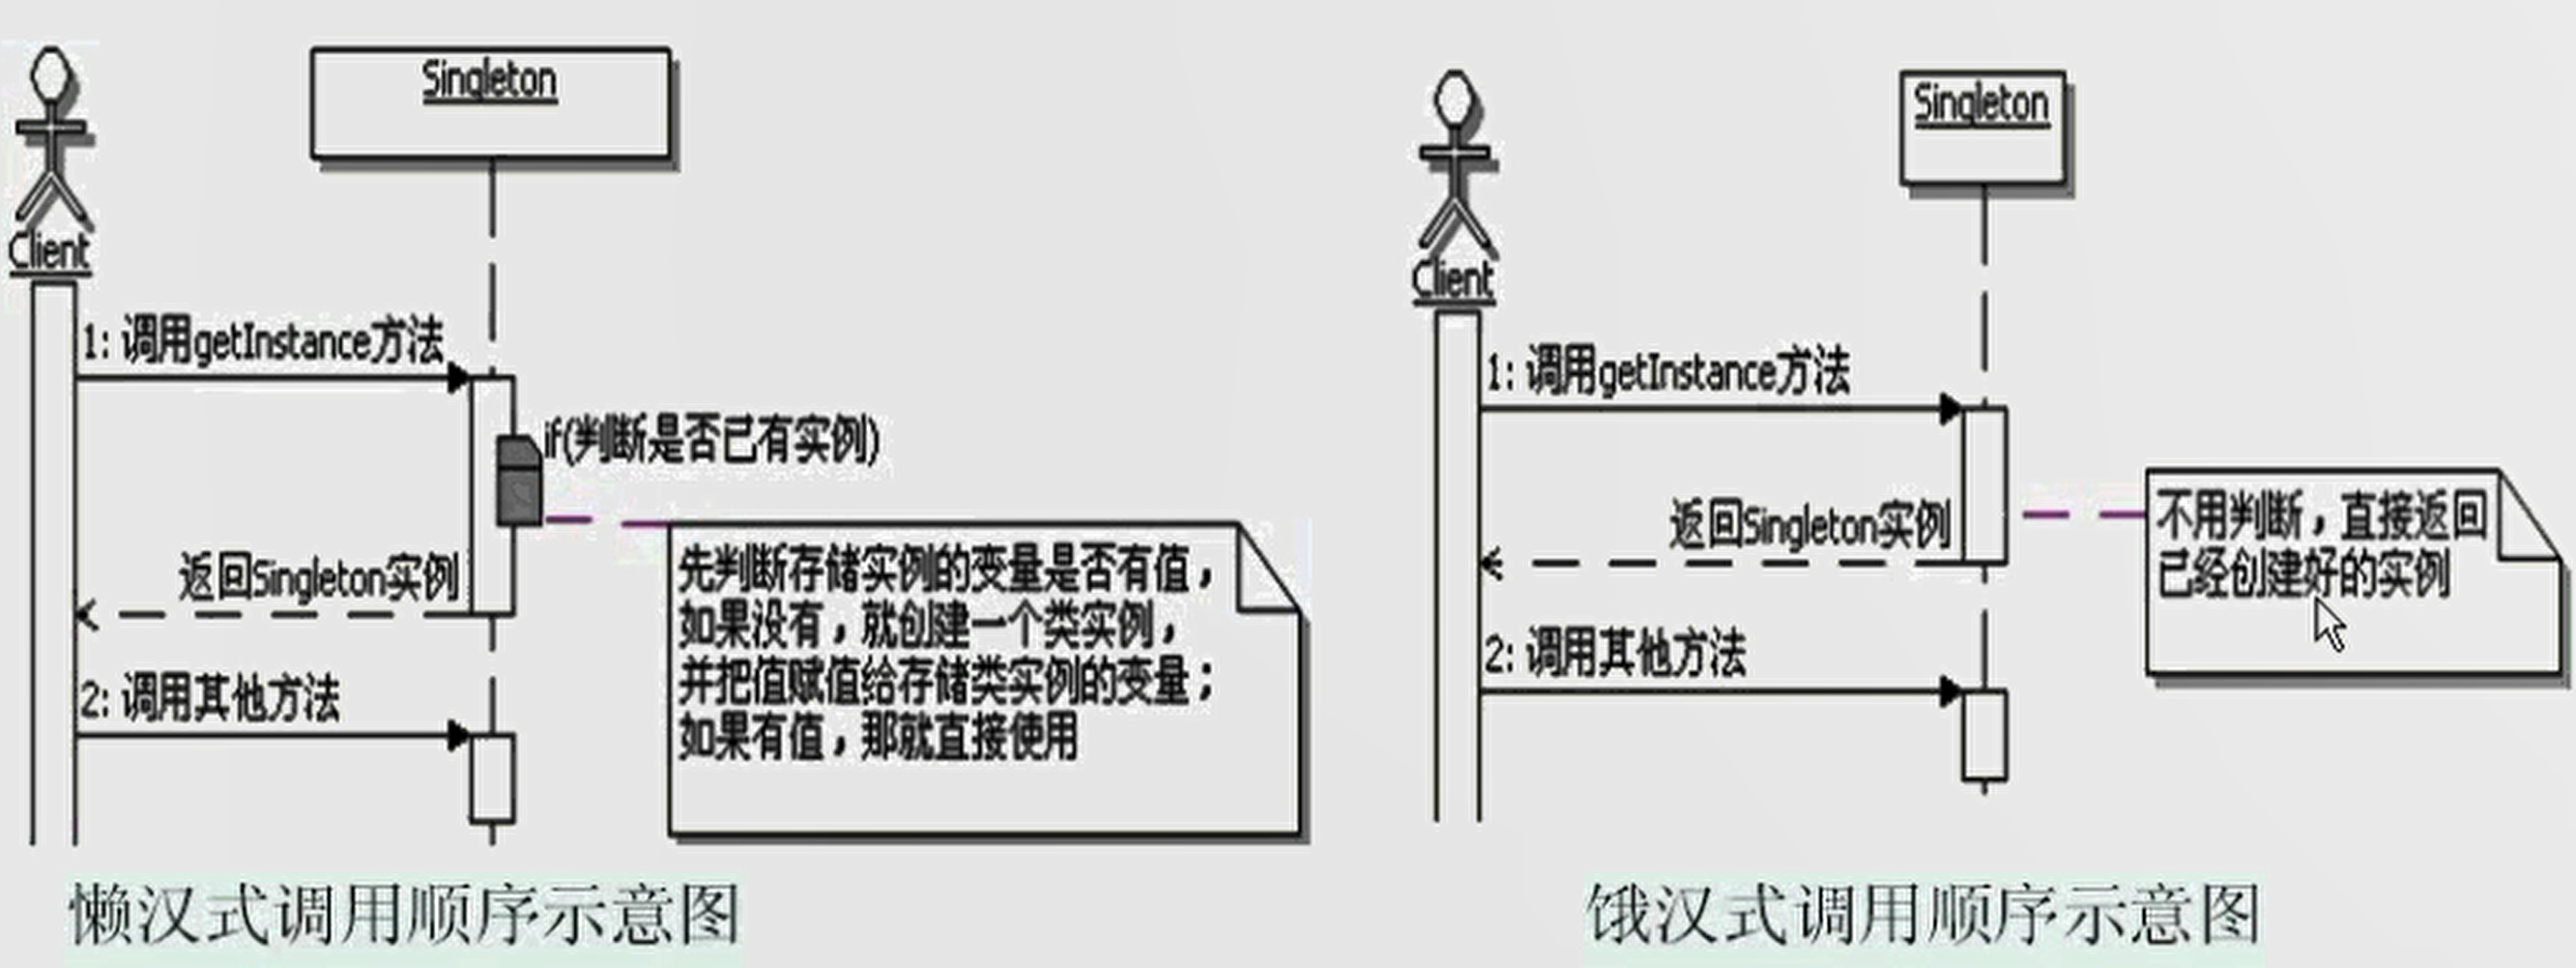 Singleton
Client
1: 调用getInstance方法
if(判断是否已有实例)
先判断存储实例的变量是否有值，
如果没有，就创建一个类实例，
并把值赋值给存储类实例的变量；
如果有值，那就直接使用
返回Singleton实例
2: 调用其他方法
懒汉式调用顺序示意图
Singleton
Client
1: 调用getInstance方法
返回Singleton实例
不用判断，直接返回
已经创建好的实例
2: 调用其他方法
饿汉式调用顺序示意图